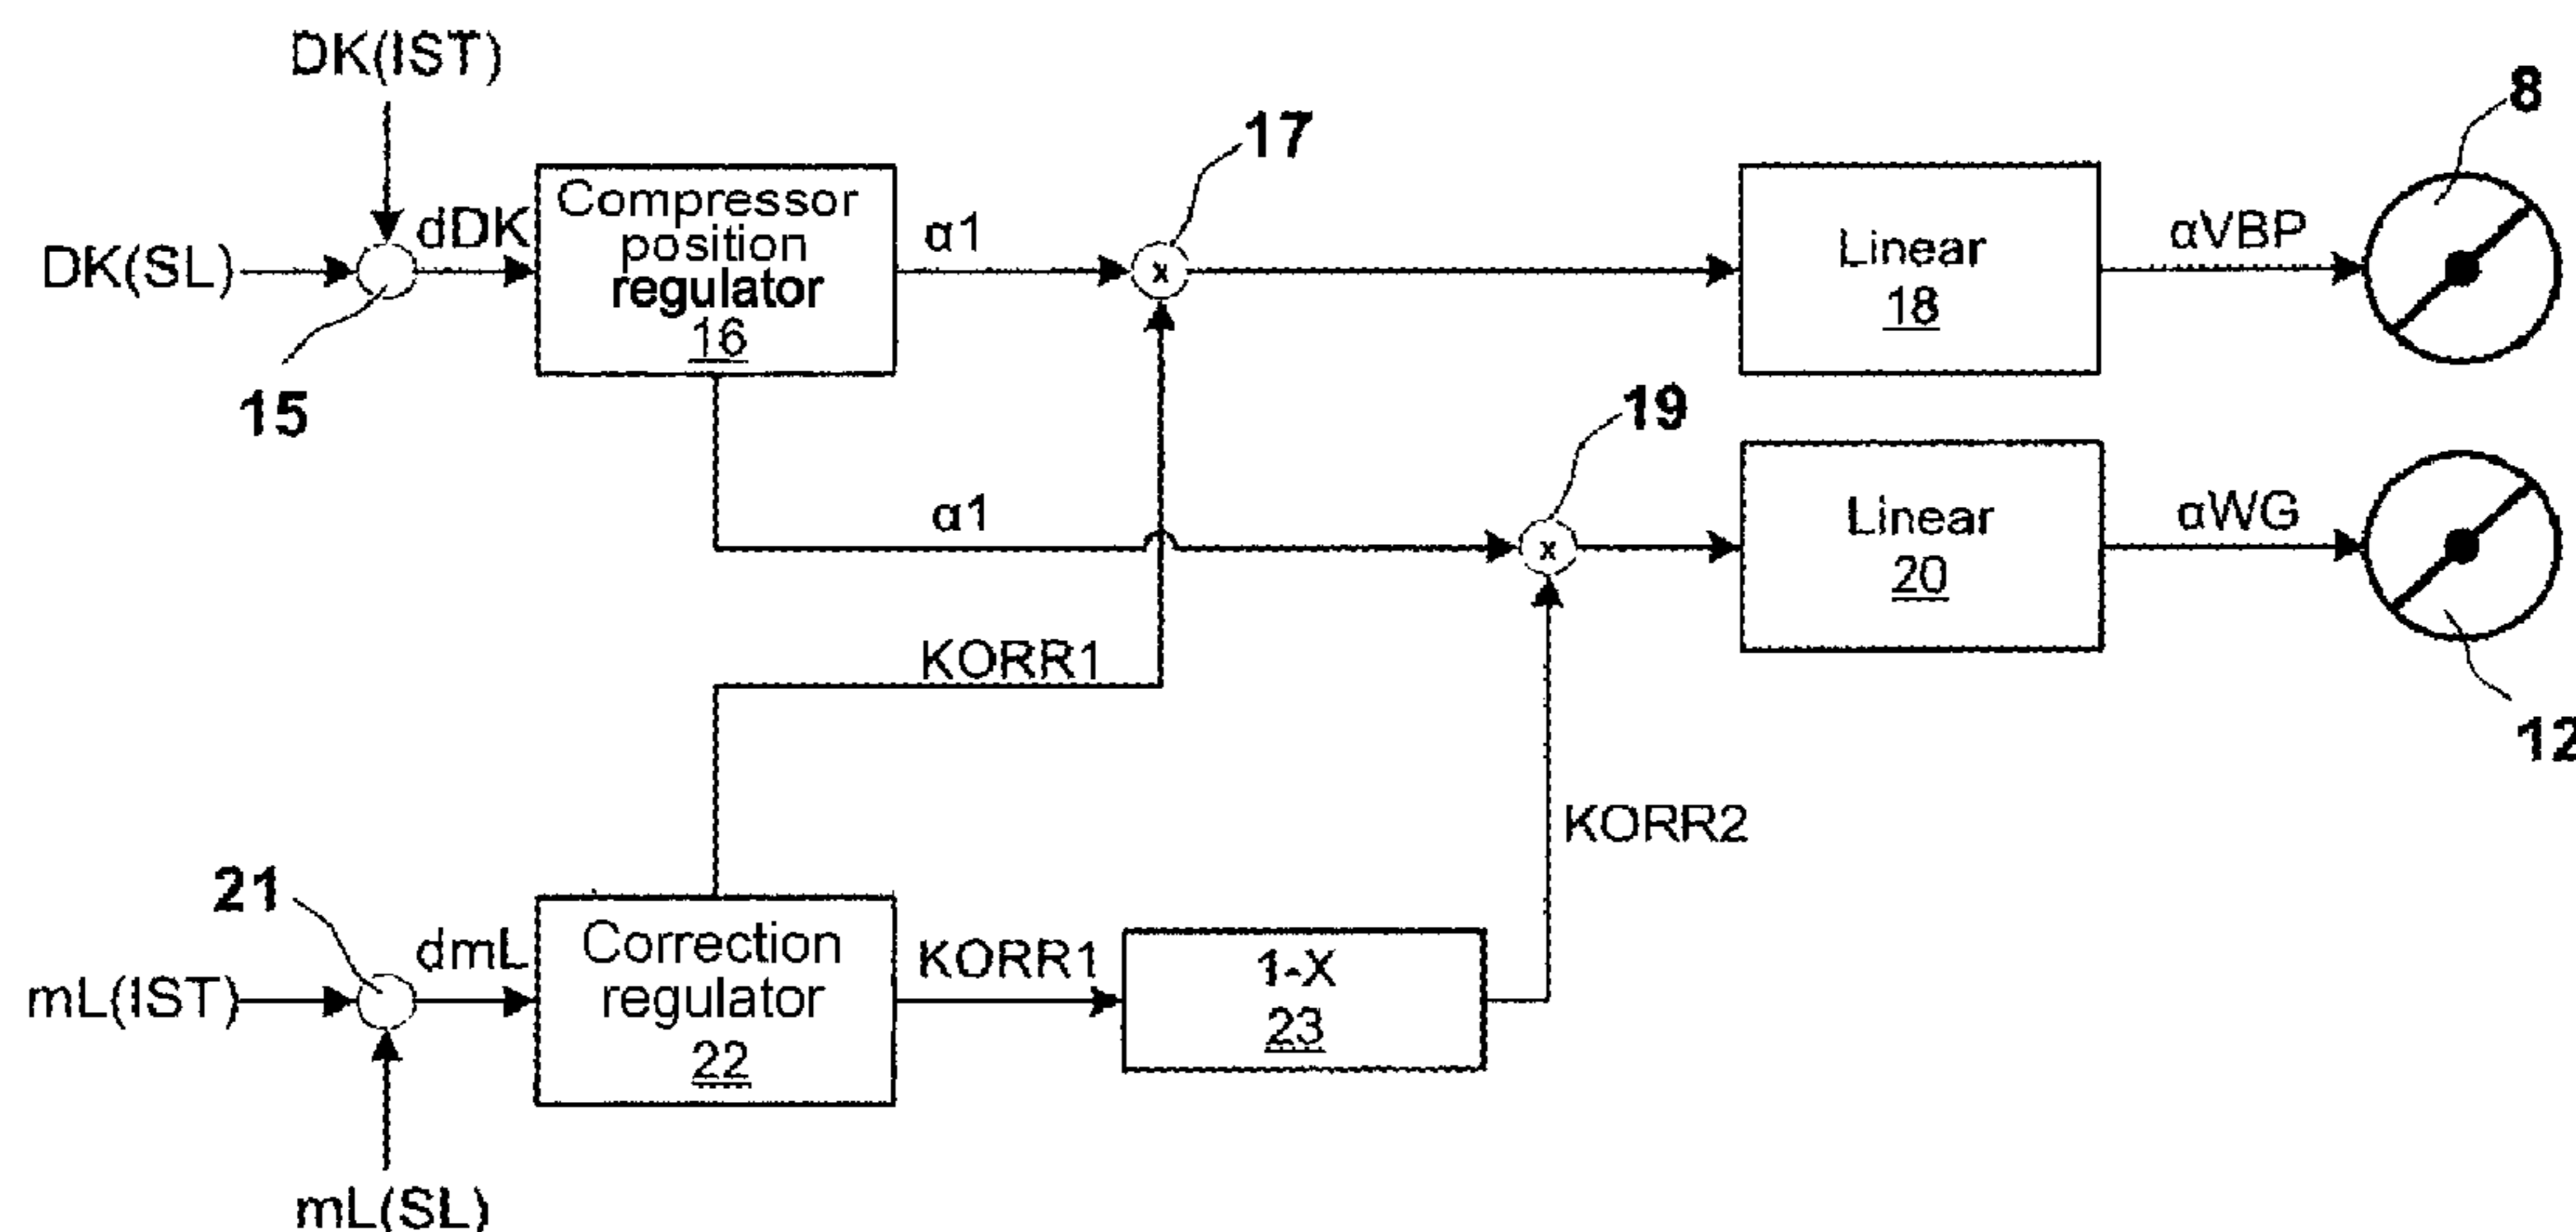 DK(IST)
8
17
DK(SL)
dDK
Compressor
position
regulator
16
α1
Linear
18
αVBP
15
19
α1
Linear
20
αWG
KORR1
12
KORR2
21
dmL
Correction
regulator
22
KORR1
1-X
23
mL(IST)
mL(SL)
x
x